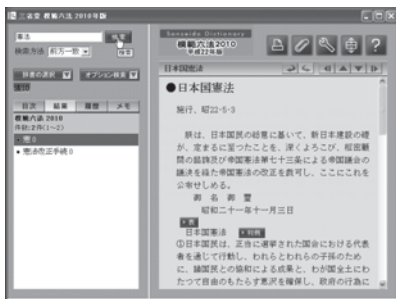 三省堂 模範六法 2010年版
憲法
検索
検索方法 前方一致
検索
辞書の選択
オプション検索
目次 結果 履歴 メモ
模範六法 2010
件数:2件(1~2)
・憲0
・憲法改正手続0
Sanseido Dictionary
模範六法2010
平成22年版
日本国憲法
●日本国憲法
施行、昭22・5・3
朕は、日本国民の総意に基いて、新日本建設の礎
が、定まるに至つたことを、深くよろこび、枢密顧
問の諮詢及び帝国憲法第七十三条による帝国議会の
議決を経た帝国憲法の改正を裁可し、ここにこれを
公布せしめる。
御 名 御 璽
昭和二十一年十一月三日
日本国憲法
①日本国民は、正当に選挙された国会における代表
者を通じて行動し、われらとわれらの子孫のため
に、諸国民との協和による成果と、わが国全土にわ
たつて自由のもたらす恵沢を確保し、政府の行為に